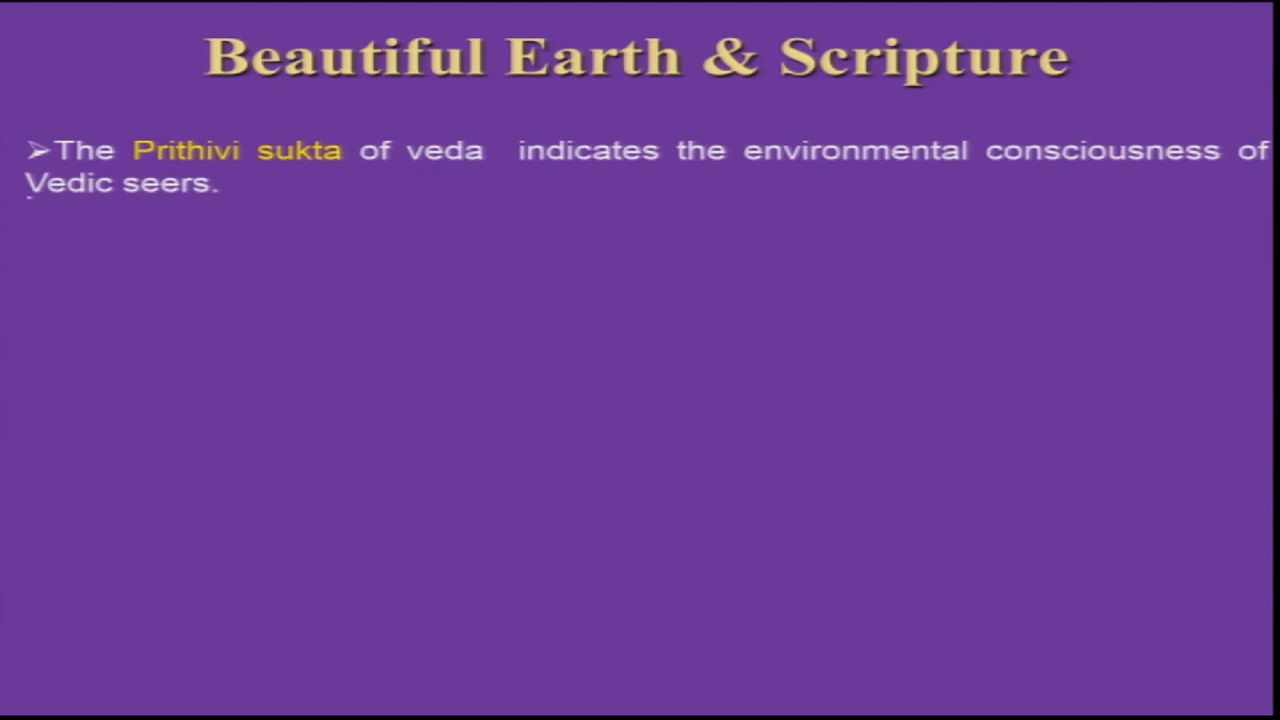 Beautiful Earth & Scripture
➢The Prithivi sukta of veda indicates the environmental consciousness of
Vedic seers.